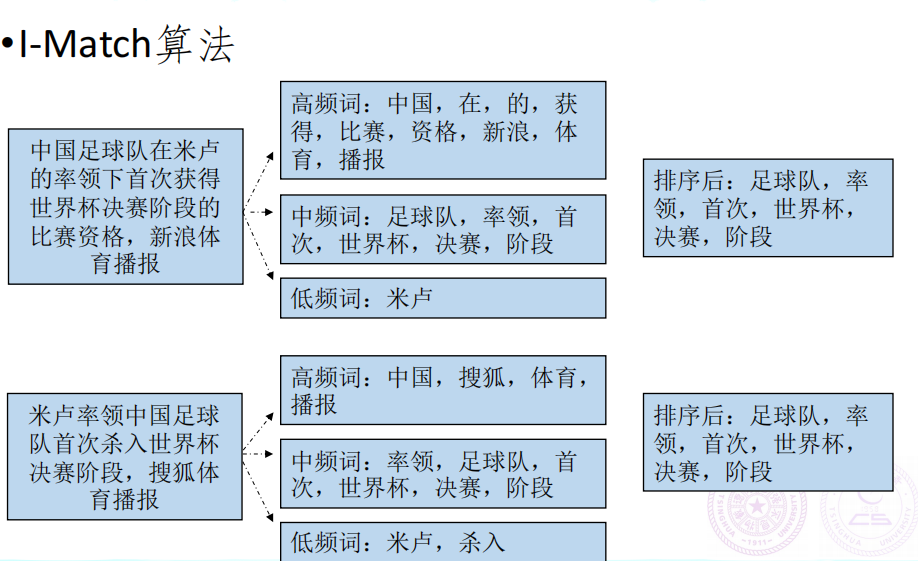 •I-Match算法
中国足球队在米卢
的率领下首次获得
世界杯决赛阶段的
比赛资格，新浪体
育播报
高频词：中国，在，的，获
得，比赛，资格，新浪，体
育，播报
中频词：足球队，率领，首
次，世界杯，决赛，阶段
低频词：米卢
排序后：足球队，率
领，首次，世界杯，
决赛，阶段
米卢率领中国足球
队首次杀入世界杯
决赛阶段，搜狐体
育播报
高频词：中国，搜狐，体育，
播报
中频词：率领，足球队，首
次，世界杯，决赛，阶段
低频词：米卢，杀入
排序后：足球队，率
领，首次，世界杯，
决赛，阶段
TSINGHUA UNIVERSITY
-1911-